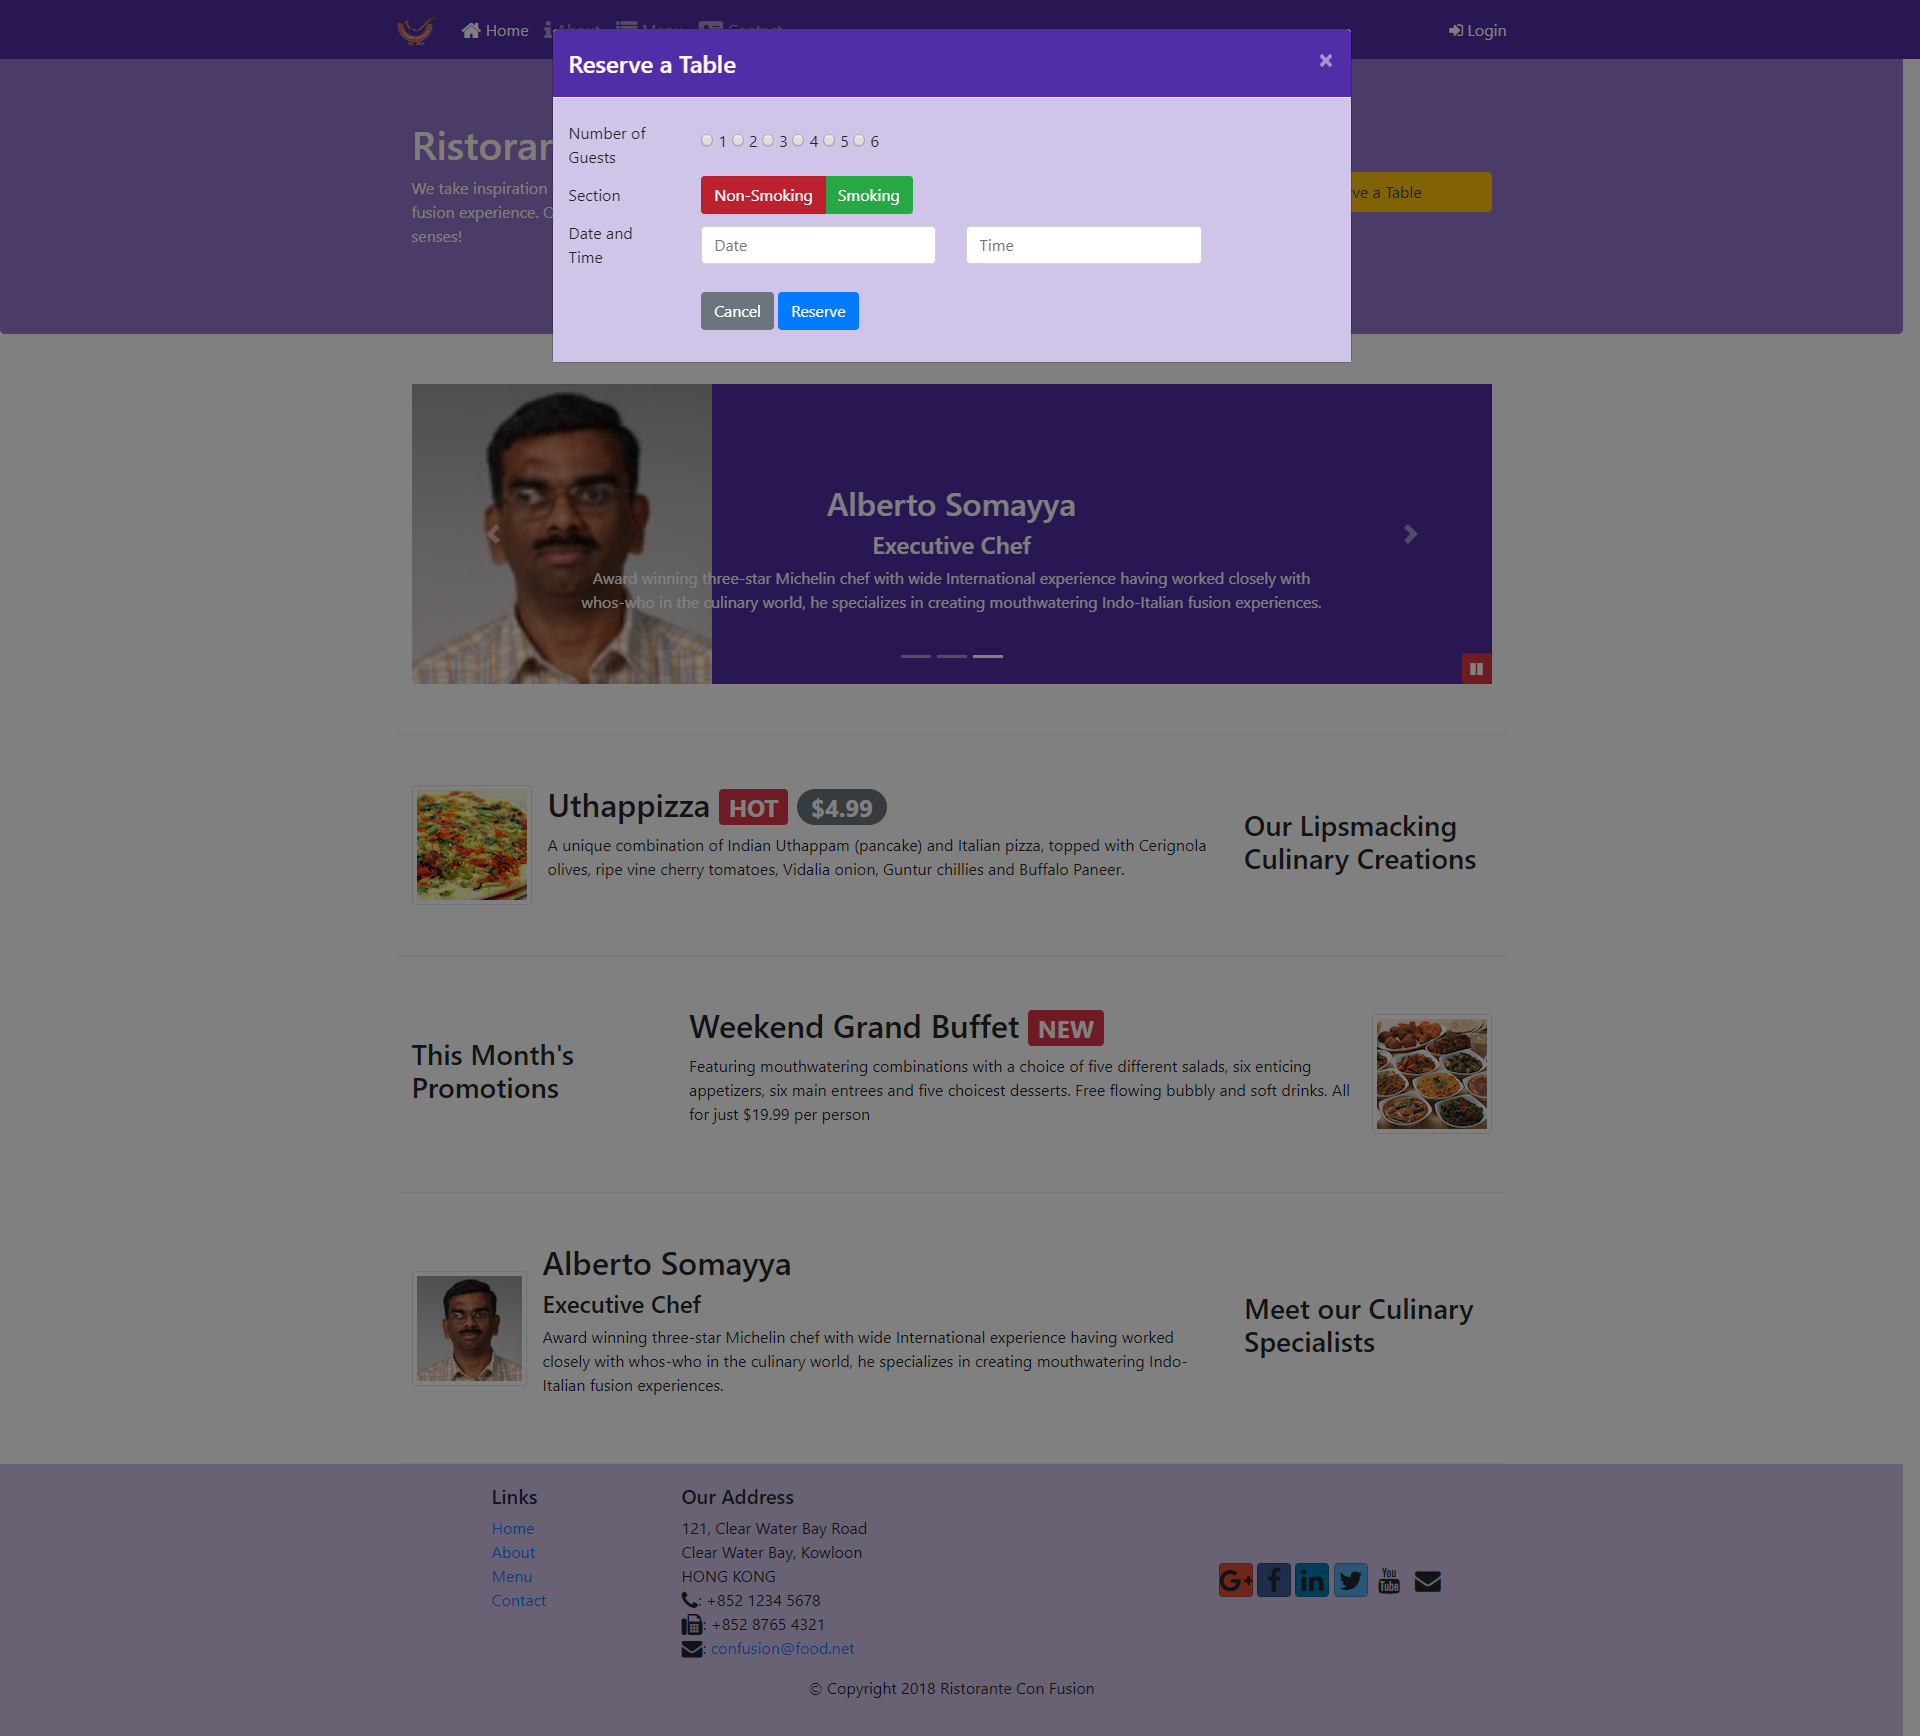 Home
Login
Reserve a Table
×
Number of
Guests
1 2 3 4 5 6
Section
Non-Smoking
Smoking
Date and
Time
Date
Time
Cancel
Reserve
We take inspiration
fusion experience.
senses!
a Table
Alberto Somayya
Executive Chef
Award winning three-star Michelin chef with wide International experience having worked closely with
whos-who in the culinary world, he specializes in creating mouthwatering Indo-Italian fusion experiences.
Uthappizza HOT $4.99
A unique combination of Indian Uthappam (pancake) and Italian pizza, topped with Cerignola
olives, ripe vine cherry tomatoes, Vidalia onion, Guntur chillies and Buffalo Paneer.
Our Lipsmacking
Culinary Creations
This Month's
Promotions
Weekend Grand Buffet NEW
Featuring mouthwatering combinations with a choice of five different salads, six enticing
appetizers, six main entrees and five choicest desserts. Free flowing bubbly and soft drinks. All
for just $19.99 per person
Alberto Somayya
Executive Chef
Award winning three-star Michelin chef with wide International experience having worked
closely with whos-who in the culinary world, he specializes in creating mouthwatering Indo-
Italian fusion experiences.
Meet our Culinary
Specialists
Links
Home
About
Menu
Contact
Our Address
121, Clear Water Bay Road
Clear Water Bay, Kowloon
HONG KONG
: +852 1234 5678
: +852 8765 4321
: confusion@food.net
G+ f in You Tube
© Copyright 2018 Ristorante Con Fusion